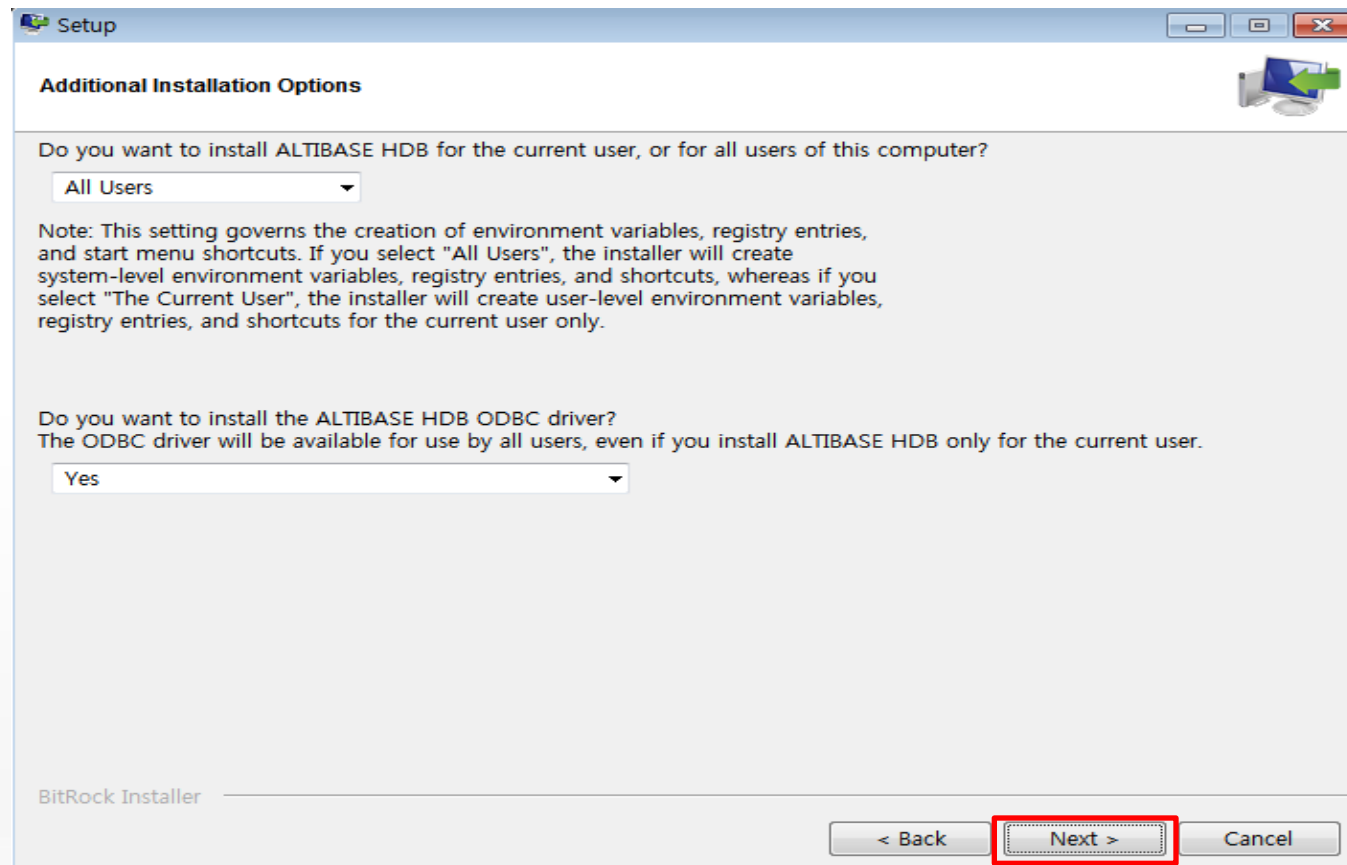 Setup
Additional Installation Options
Do you want to install ALTIBASE HDB for the current user, or for all users of this computer?
All Users
Note: This setting governs the creation of environment variables, registry entries,
and start menu shortcuts. If you select "All Users", the installer will create
system-level environment variables, registry entries, and shortcuts, whereas if you
select "The Current User", the installer will create user-level environment variables,
registry entries, and shortcuts for the current user only.
Do you want to install the ALTIBASE HDB ODBC driver?
The ODBC driver will be available for use by all users, even if you install ALTIBASE HDB only for the current user.
Yes
BitRock Installer
< Back Next > Cancel